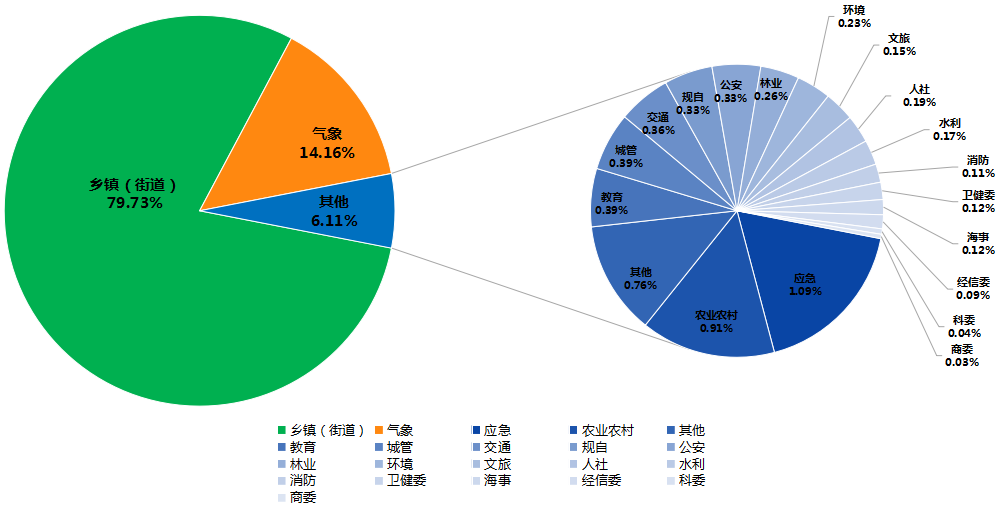 乡镇（街道）
79.73%
气象
14.16%
其他
6.11%
公安
0.33%
林业
0.26%
环境
0.23%
文旅
0.15%
人社
0.19%
水利
0.17%
消防
0.11%
卫健委
0.12%
海事
0.12%
经信委
0.09%
科委
0.04%
商委
0.03%
规自
0.33%
交通
0.36%
城管
0.39%
教育
0.39%
其他
0.76%
农业农村
0.91%
应急
1.09%
乡镇（街道） 气象 应急 农业农村 其他
教育 城管 交通 规自 公安
林业 环境 文旅 人社 水利
消防 卫健委 海事 经信委 科委
商委